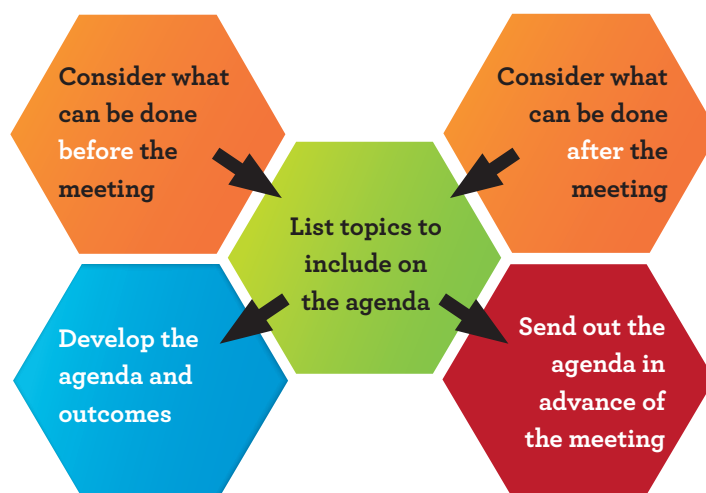 Consider what
can be done
before the
meeting
Consider what
can be done
after the
meeting
List topics to
include on
the agenda
Develop the
agenda and
outcomes
Send out the
agenda in
advance of
the meeting